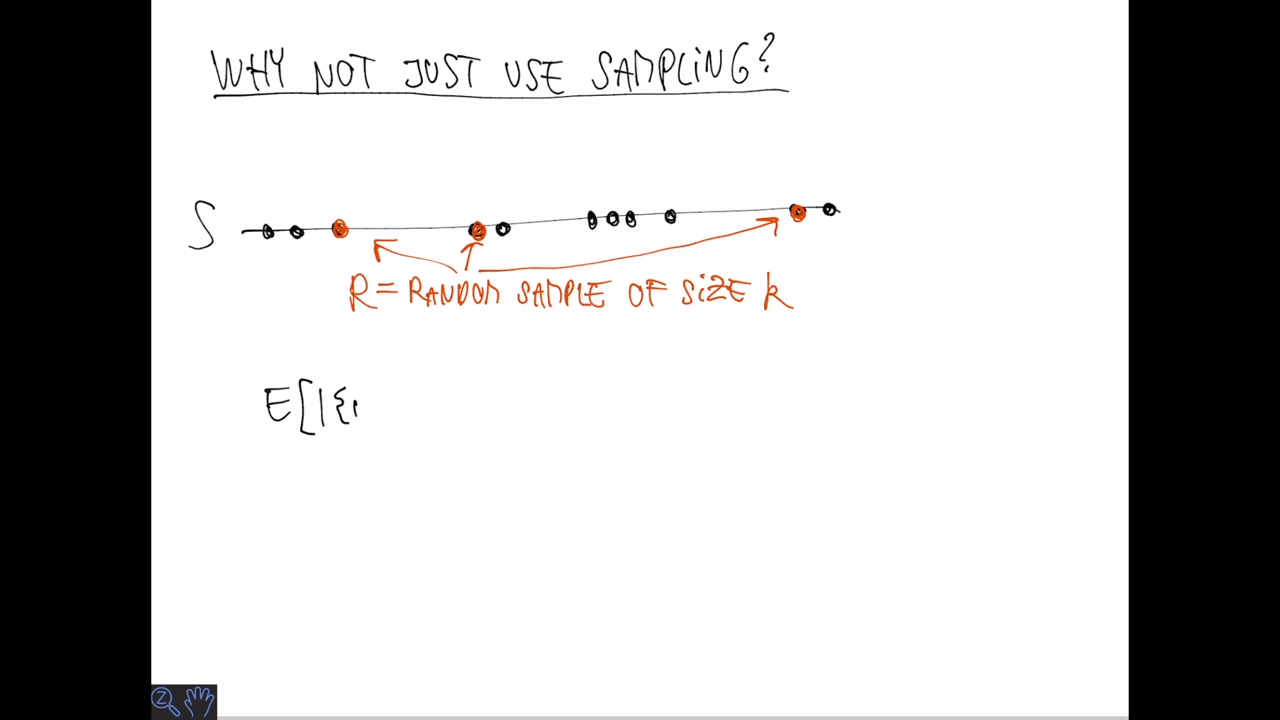 WHY NOT JUST USE SAMPLING?
S
R = RANDOM SAMPLE OF SIZE k
E[|{